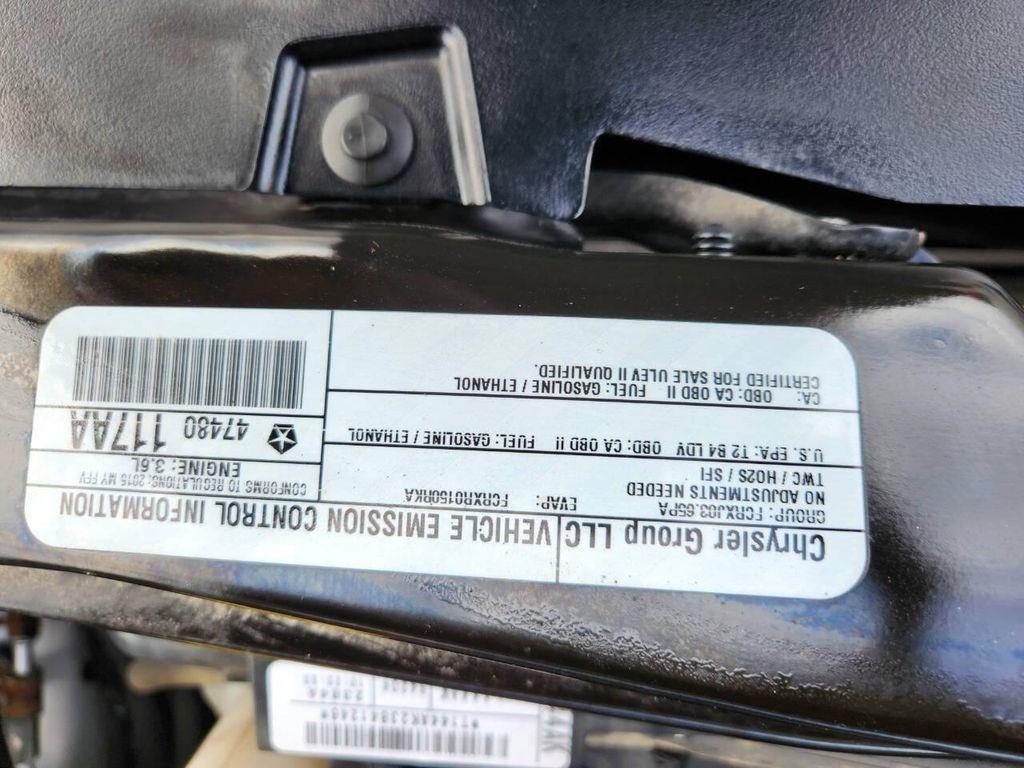 Chrysler Group LLC VEHICLE EMISSION CONTROL INFORMATION
GROUP: FCRXJ03.65PA EVAP: FCRXR0150RKA CONFORMS TO REGULATIONS: 2015 MY FFV
NO ADJUSTMENTS NEEDED ENGINE: 3.6L
TWC / HO2S / SFI
U.S. EPA: T2 B4 LDV OBD: CA OBD II FUEL: GASOLINE / ETHANOL
47480 117AA
CA: OBD: CA OBD II FUEL: GASOLINE / ETHANOL
CERTIFIED FOR SALE ULEV II QUALIFIED.